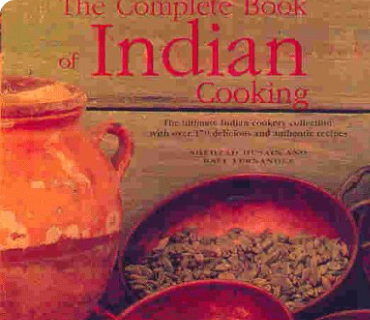 The Complete Book
of Indian
Cooking
The ultimate Indian cookery collection
with over 170 delicious and authentic recipes
SHEHZAD HUSAIN AND
RAFI FERNANDEZ